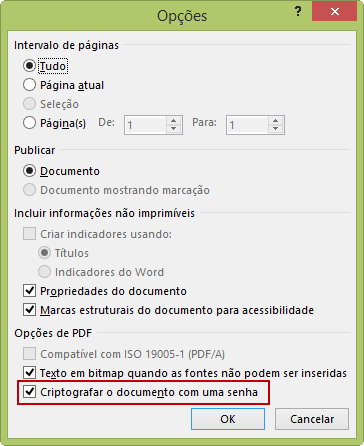 Opções
Intervalo de páginas
Tudo
Página atual
Seleção
Página(s) De: 1 Para: 1
Publicar
Documento
Documento mostrando marcação
Incluir informações não imprimíveis
Criar indicadores usando:
Títulos
Indicadores do Word
Propriedades do documento
Marcas estruturais do documento para acessibilidade
Opções de PDF
Compatível com ISO 19005-1 (PDF/A)
Texto em bitmap quando as fontes não podem ser inseridas
Criptografar o documento com uma senha
OK Cancelar